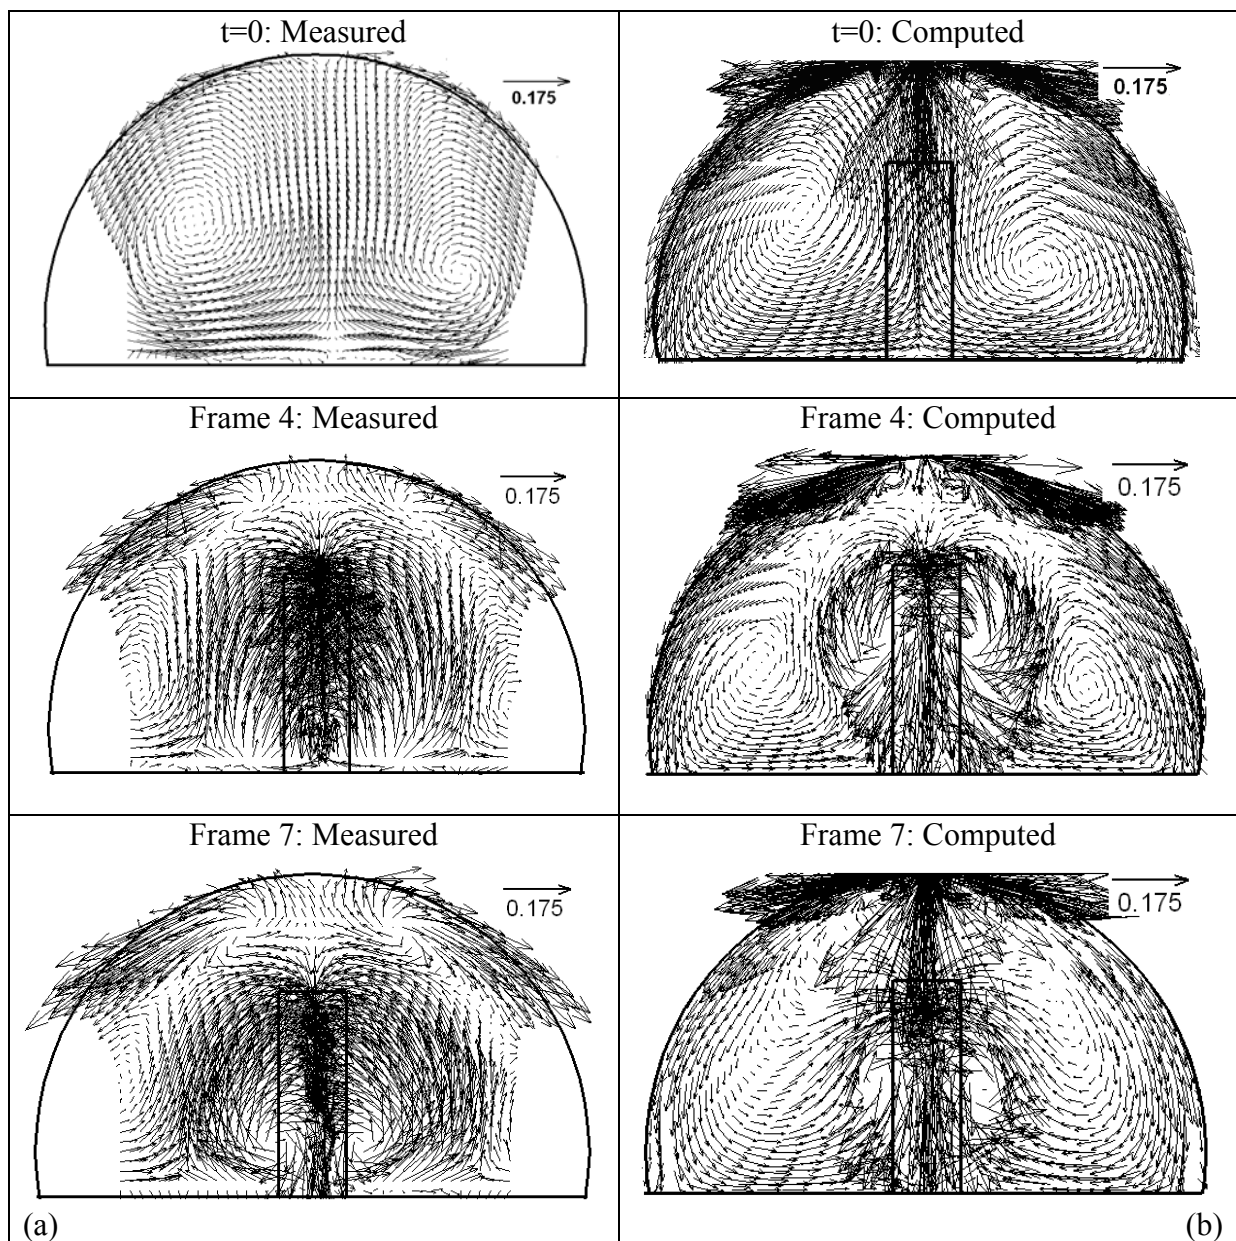 t=0: Measured
0.175
t=0: Computed
0.175
Frame 4: Measured
0.175
Frame 4: Computed
0.175
Frame 7: Measured
0.175
Frame 7: Computed
0.175
(a)
(b)